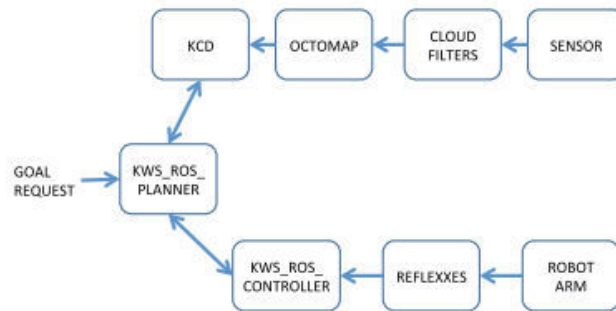 KCD
OCTOMAP
CLOUD
FILTERS
SENSOR
GOAL
REQUEST
KWS_ROS_
PLANNER
KWS_ROS_
CONTROLLER
REFLEXXES
ROBOT
ARM